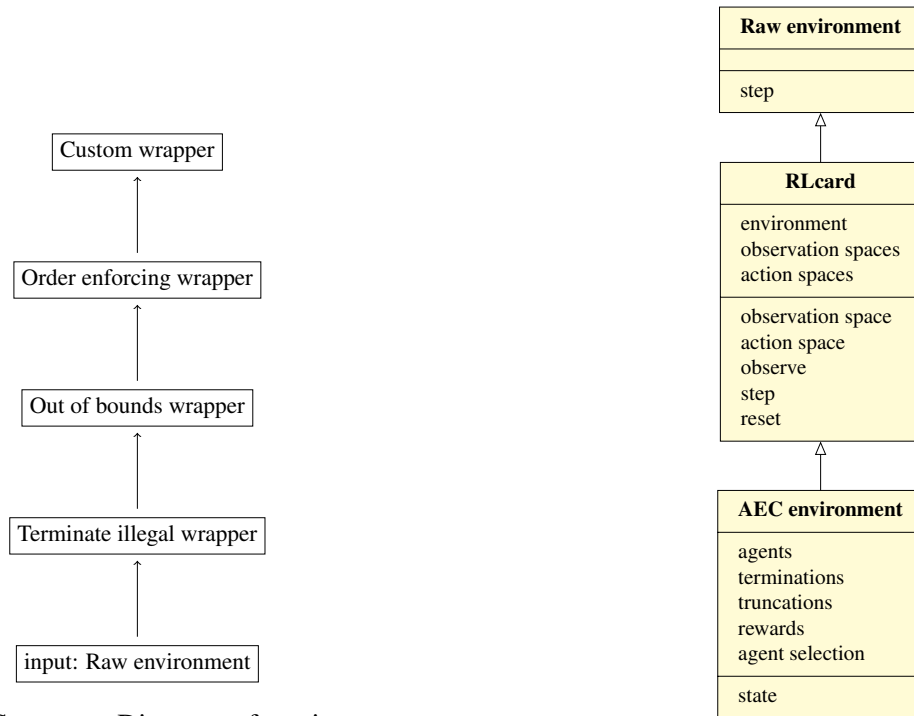 Custom wrapper
Order enforcing wrapper
Out of bounds wrapper
Terminate illegal wrapper
input: Raw environment
Raw environment
step
RLcard
environment
observation spaces
action spaces
observation space
action space
observe
step
reset
AEC environment
agents
terminations
truncations
rewards
agent selection
state